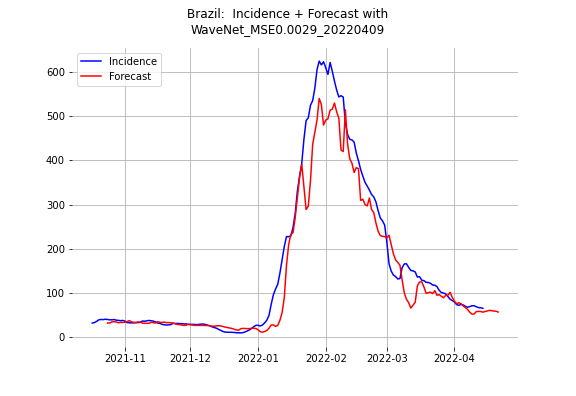 Brazil:  Incidence + Forecast with
WaveNet_MSE0.0029_20220409
Incidence
Forecast
600
500
400
300
200
100
0
2021-11 2021-12 2022-01 2022-02 2022-03 2022-04